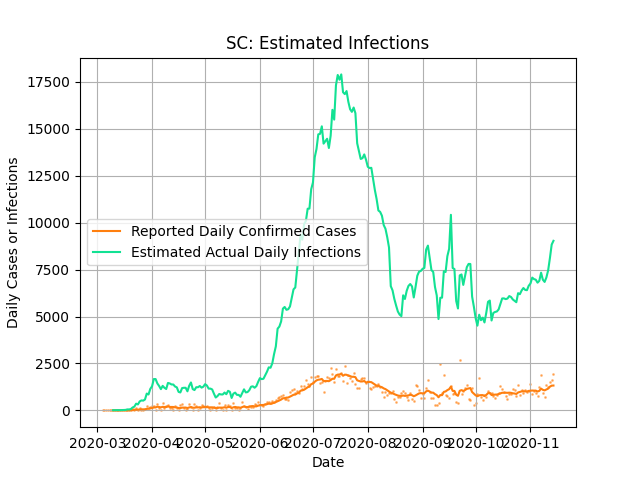 SC: Estimated Infections
17500
15000
12500
10000
7500
5000
2500
0
Daily Cases or Infections
Reported Daily Confirmed Cases
Estimated Actual Daily Infections
2020-03 2020-04 2020-05 2020-06 2020-07 2020-08 2020-09 2020-10 2020-11
Date